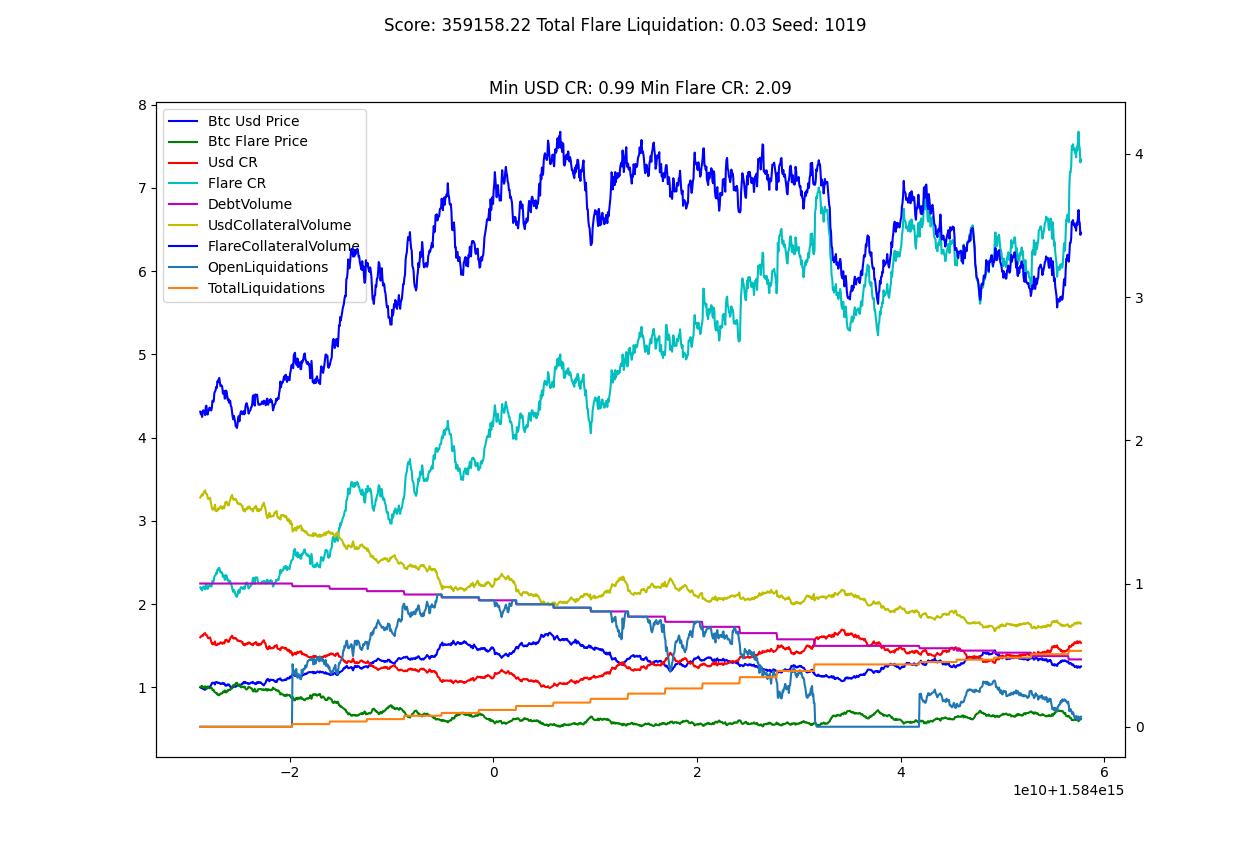 Score: 359158.22 Total Flare Liquidation: 0.03 Seed: 1019
Min USD CR: 0.99 Min Flare CR: 2.09
Btc Usd Price
Btc Flare Price
Usd CR
Flare CR
DebtVolume
UsdCollateralVolume
FlareCollateralVolume
OpenLiquidations
TotalLiquidations
8
7
6
5
4
3
2
1
4
3
2
1
0
−2
0
2
4
6
1e10+1.584e15